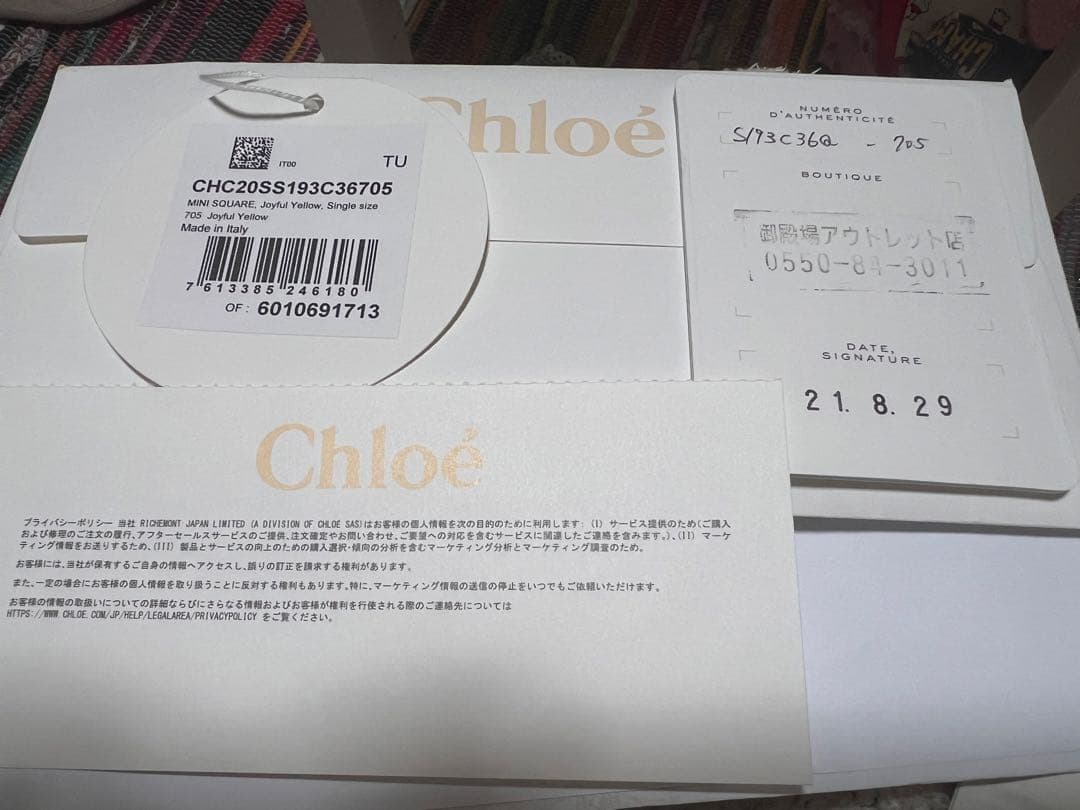 Chloé
IT00
TU
CHC20SS193C36705
MINI SQUARE, Joyful Yellow, Single size
705 Joyful Yellow
Made in Italy
7 613385 246180
OF : 6010691713
NUMÉRO
D'AUTHENTICITÉ
S193C36Q - 705
BOUTIQUE
御殿場アウトレット店
0550-84-3011
DATE,
SIGNATURE
21. 8. 29
Chloé
プライバシーポリシー 当社 RICHEMONT JAPAN LIMITED (A DIVISION OF CHLOE SAS)はお客様の個人情報を次の目的のために利用します: (I) サービス提供のため(ご購入
および修理のご注文の履行、アフターセールスサービスのご提供、注文確定やお問い合わせ、ご要望への対応を含むサービスに関連したご連絡を含みます。)、(II) マーケ
ティング情報をお送りするため、(III) 製品とサービスの向上のための購入選択・傾向の分析を含むマーケティング分析とマーケティング調査のため。
お客様には、当社が保有するご自身の情報へアクセスし、誤りの訂正を請求する権利があります。
また、一定の場合にお客様の個人情報を取り扱うことに反対する権利もあります。特に、マーケティング情報の送信の停止をいつでもご依頼いただけます。
お客様の情報の取扱いについての詳細ならびにさらなる情報およびお客様が権利を行使される際のご連絡先については
HTTPS://WWW.CHLOE.COM/JP/HELP/LEGALAREA/PRIVACYPOLICY をご覧ください。